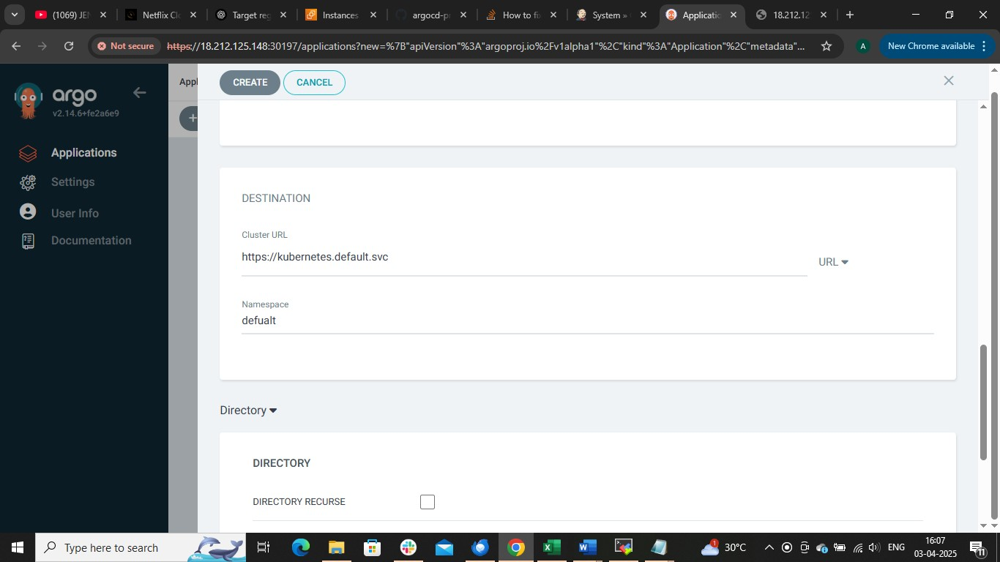 (1069) JE
Netflix Cl
Target reg
Instances
argocd-p
How to fi
System »
Applicatio
18.212.12
Not secure
https://18.212.125.148:30197/applications?new=%7B"apiVersion"%3A"argoproj.io%2Fv1alpha1"%2C"kind"%3A"Application"%2C"metadata"...
A
New Chrome available
argo
v2.14.6+fe2a6e9
Applications
Settings
User Info
Documentation
Appl
+
CREATE
CANCEL
DESTINATION
Cluster URL
https://kubernetes.default.svc
URL
Namespace
defualt
Directory
DIRECTORY
DIRECTORY RECURSE
Type here to search
1
30°C
ENG
16:07
03-04-2025
11